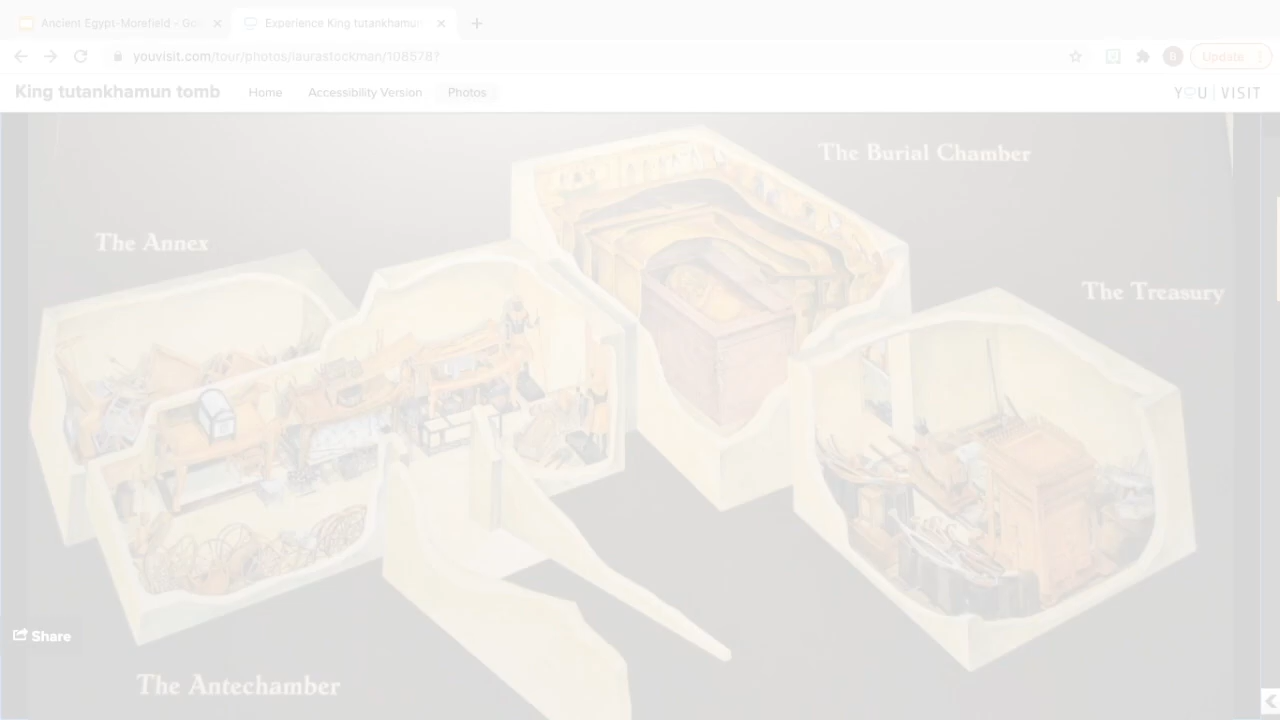 Ancient Egypt-Morefield - Go
Experience King tutankhamun
youvisit.com/tour/photos/laurastockman/108578?
B
Update
King tutankhamun tomb
Home
Accessibility Version
Photos
YOU | VISIT
The Burial Chamber
The Annex
The Treasury
Share
The Antechamber